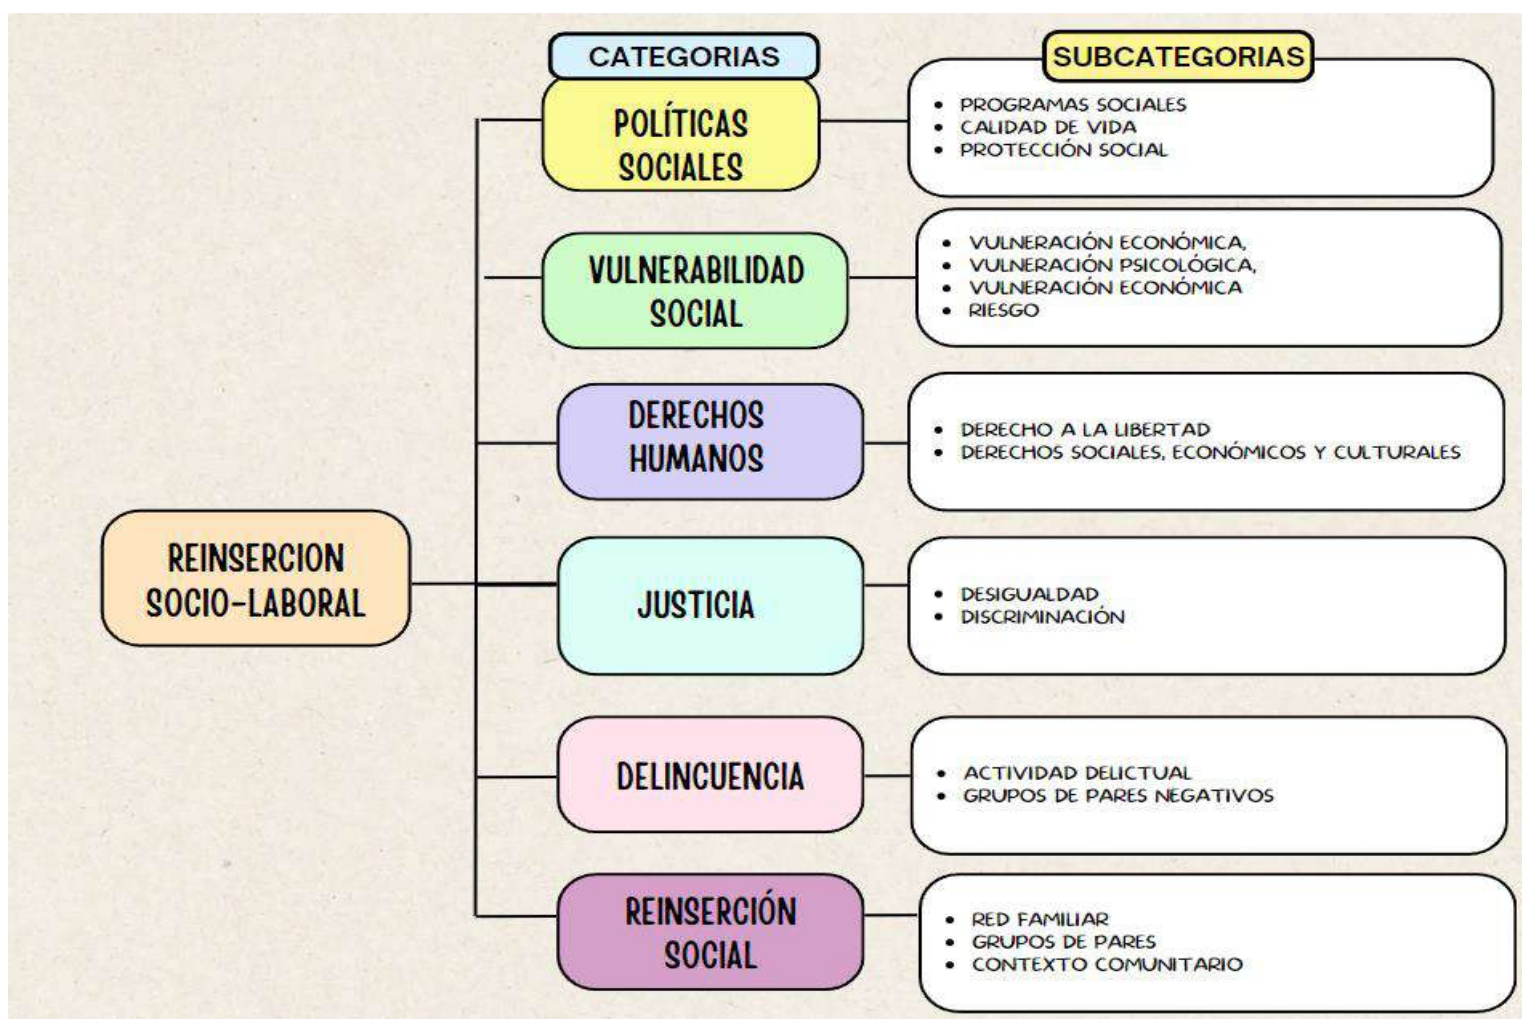 CATEGORIAS
SUBCATEGORIAS
POLÍTICAS
SOCIALES
• PROGRAMAS SOCIALES
• CALIDAD DE VIDA
• PROTECCIÓN SOCIAL
VULNERABILIDAD
SOCIAL
• VULNERACIÓN ECONÓMICA,
• VULNERACIÓN PSICOLÓGICA,
• VULNERACIÓN ECONÓMICA
• RIESGO
DERECHOS
HUMANOS
• DERECHO A LA LIBERTAD
• DERECHOS SOCIALES, ECONÓMICOS Y CULTURALES
REINSERCION
SOCIO-LABORAL
JUSTICIA
• DESIGUALDAD
• DISCRIMINACIÓN
DELINCUENCIA
• ACTIVIDAD DELICTUAL
• GRUPOS DE PARES NEGATIVOS
REINSERCIÓN
SOCIAL
• RED FAMILIAR
• GRUPOS DE PARES
• CONTEXTO COMUNITARIO